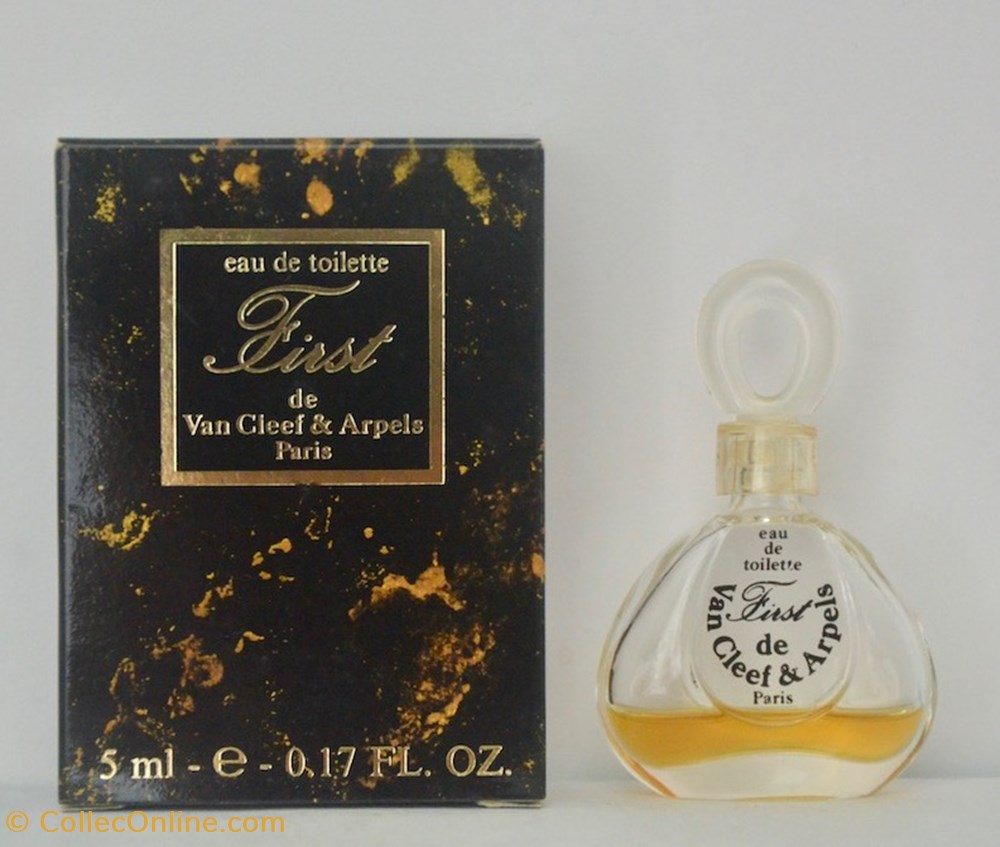 eau de toilette
First
de
Van Cleef & Arpels
Paris
5 ml - e - 0.17 FL. OZ.
eau
de
toilette
First
de
Van Cleef & Arpels
Paris
© CollecOnline.com